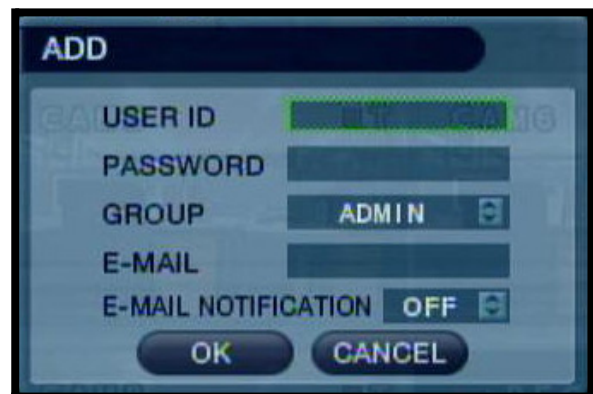 ADD
USER ID
PASSWORD
GROUP ADMIN
E-MAIL
E-MAIL NOTIFICATION OFF
OK CANCEL